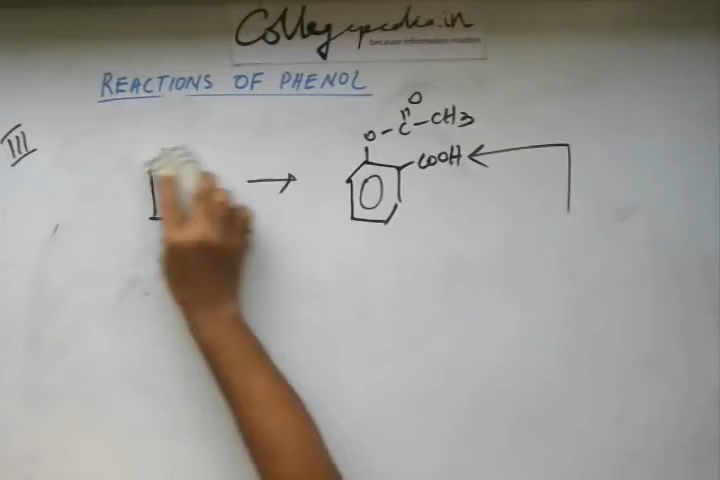 Collegepedia.in
because information matters
REACTIONS OF PHENOL
III
O
O-C-CH3
COOH